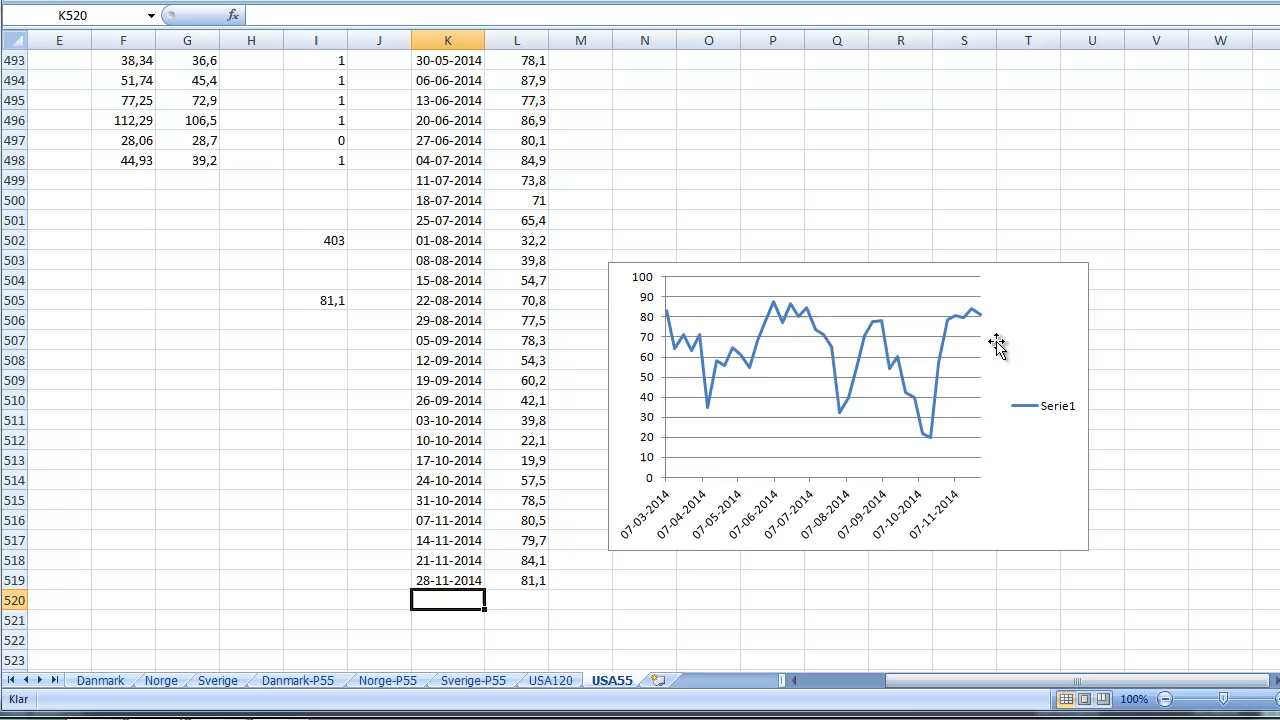 K520 fx
E F G H I J K L M N O P Q R S T U V W
493 38,34 36,6 1 30-05-2014 78,1
494 51,74 45,4 1 06-06-2014 87,9
495 77,25 72,9 1 13-06-2014 77,3
496 112,29 106,5 1 20-06-2014 86,9
497 28,06 28,7 0 27-06-2014 80,1
498 44,93 39,2 1 04-07-2014 84,9
499 11-07-2014 73,8
500 18-07-2014 71
501 25-07-2014 65,4
502 403 01-08-2014 32,2
503 08-08-2014 39,8
504 15-08-2014 54,7
505 81,1 22-08-2014 70,8
506 29-08-2014 77,5
507 05-09-2014 78,3
508 12-09-2014 54,3
509 19-09-2014 60,2
510 26-09-2014 42,1
511 03-10-2014 39,8
512 10-10-2014 22,1
513 17-10-2014 19,9
514 24-10-2014 57,5
515 31-10-2014 78,5
516 07-11-2014 80,5
517 14-11-2014 79,7
518 21-11-2014 84,1
519 28-11-2014 81,1
520
521
522
523
100
90
80
70
60
50
40
30
20
10
0
07-03-2014 07-04-2014 07-05-2014 07-06-2014 07-07-2014 07-08-2014 07-09-2014 07-10-2014 07-11-2014
Serie1
Danmark Norge Sverige Danmark-P55 Norge-P55 Sverige-P55 USA120 USA55
Klar 100%